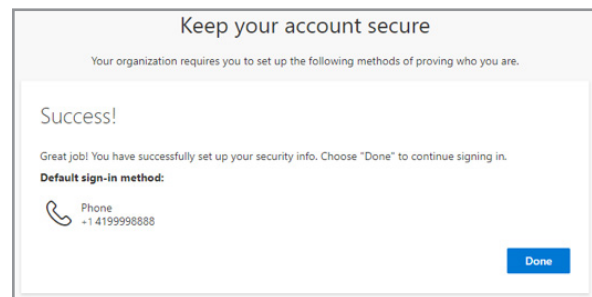 Keep your account secure
Your organization requires you to set up the following methods of proving who you are.
Success!
Great job! You have successfully set up your security info. Choose "Done" to continue signing in.
Default sign-in method:
Phone
+1 4199998888
Done